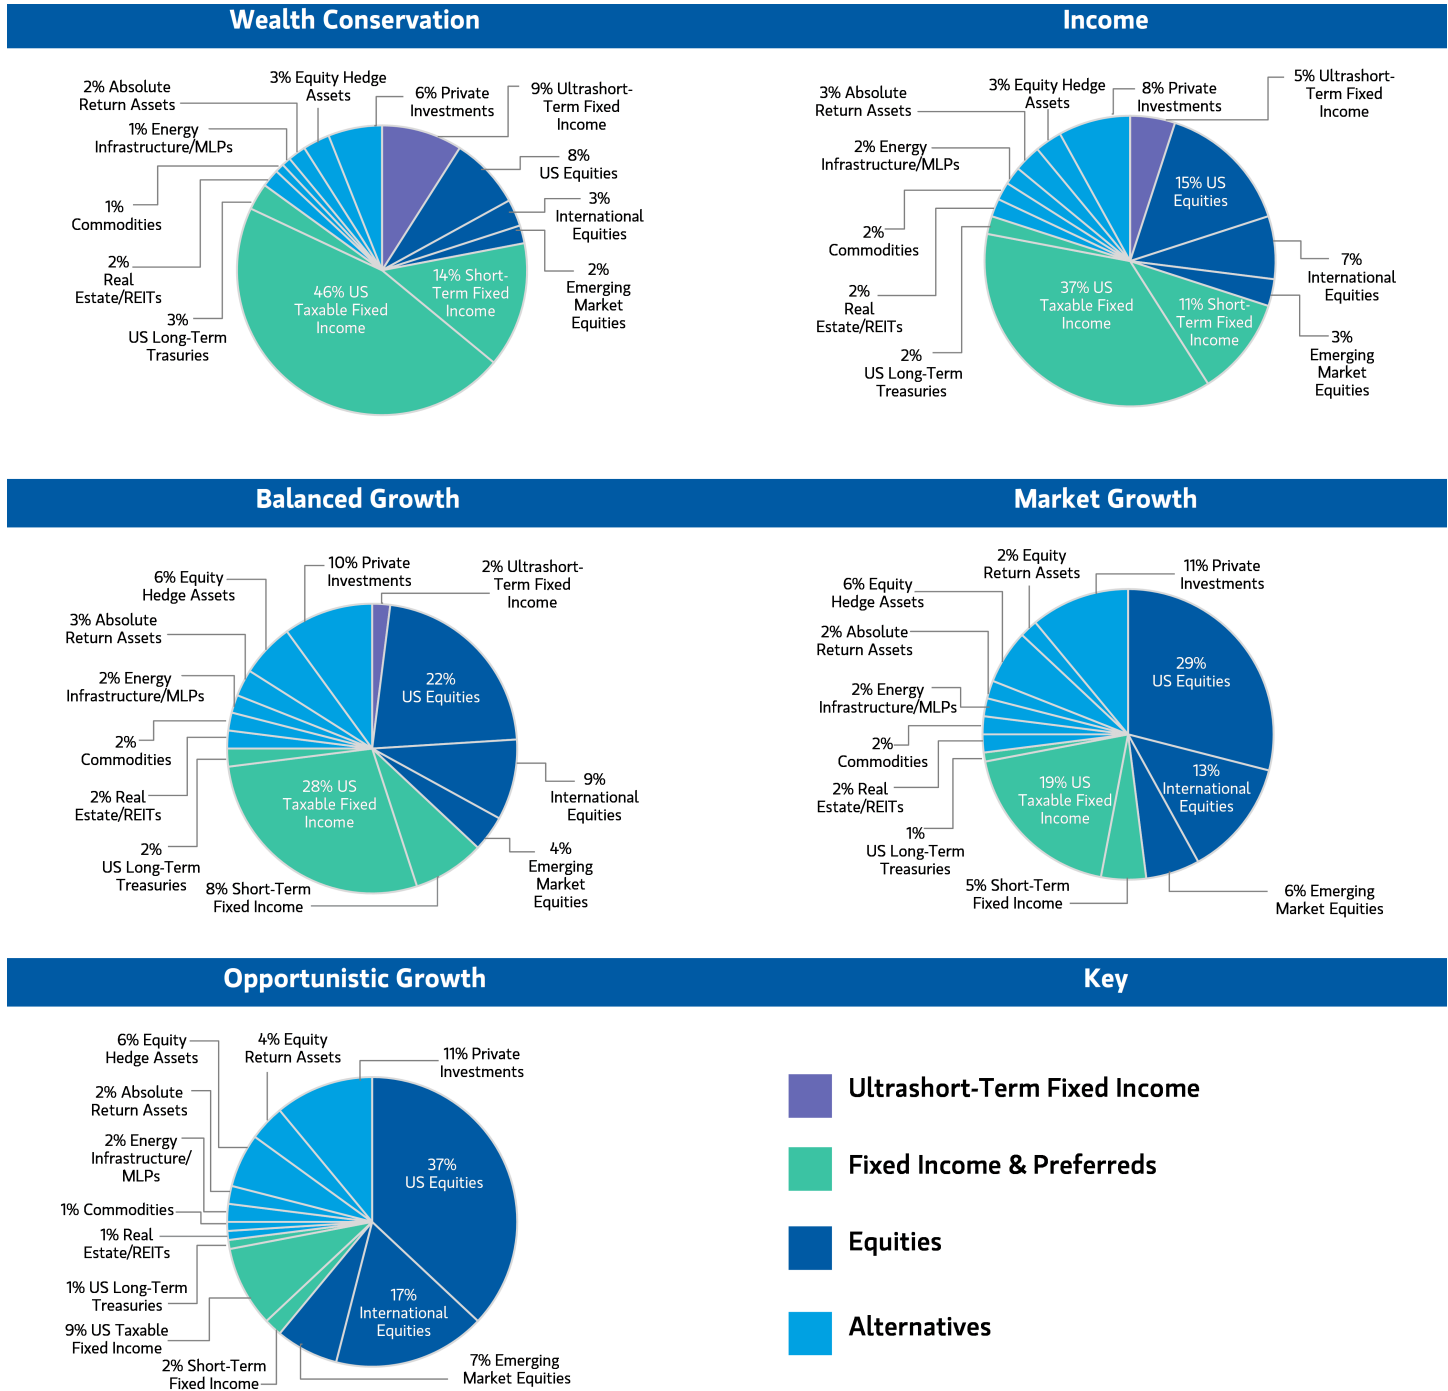 Wealth Conservation
2% Absolute
Return Assets
3% Equity Hedge
Assets
6% Private
Investments
9% Ultrashort-
Term Fixed
Income
1% Energy
Infrastructure/MLPs
8%
US Equities
1%
Commodities
3%
International
Equities
2%
Real
Estate/REITs
2%
Emerging
Market
Equities
3%
US Long-Term
Trasuries
46% US
Taxable Fixed
Income
14% Short-
Term Fixed
Income
Income
3% Absolute
Return Assets
3% Equity Hedge
Assets
8% Private
Investments
5% Ultrashort-
Term Fixed
Income
2% Energy
Infrastructure/MLPs
15% US
Equities
2%
Commodities
7%
International
Equities
2%
Real
Estate/REITs
37% US
Taxable Fixed
Income
11% Short-
Term Fixed
Income
3%
Emerging
Market
Equities
2%
US Long-Term
Treasuries
Balanced Growth
6% Equity
Hedge Assets
10% Private
Investments
2% Ultrashort-
Term Fixed
Income
3% Absolute
Return Assets
2% Energy
Infrastructure/MLPs
22%
US Equities
2%
Commodities
2% Real
Estate/REITs
28% US
Taxable Fixed
Income
9%
International
Equities
2%
US Long-Term
Treasuries
8% Short-Term
Fixed Income
4%
Emerging
Market
Equities
Market Growth
2% Equity
Return Assets
11% Private
Investments
6% Equity
Hedge Assets
2% Absolute
Return Assets
29%
US Equities
2% Energy
Infrastructure/MLPs
2%
Commodities
2% Real
Estate/REITs
19% US
Taxable Fixed
Income
13%
International
Equities
1%
US Long-Term
Treasuries
5% Short-Term
Fixed Income
6% Emerging
Market Equities
Opportunistic Growth
6% Equity
Hedge Assets
4% Equity
Return Assets
11% Private
Investments
2% Absolute
Return Assets
2% Energy
Infrastructure/
MLPs
37%
US Equities
1% Commodities
1% Real
Estate/REITs
1% US Long-Term
Treasuries
17%
International
Equities
9% US Taxable
Fixed Income
2% Short-Term
Fixed Income
7% Emerging
Market Equities
Key
Ultrashort-Term Fixed Income
Fixed Income & Preferreds
Equities
Alternatives